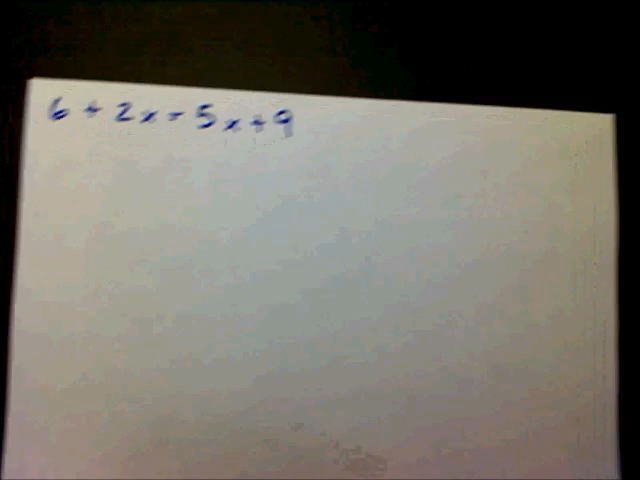 6 + 2x = 5x + 9